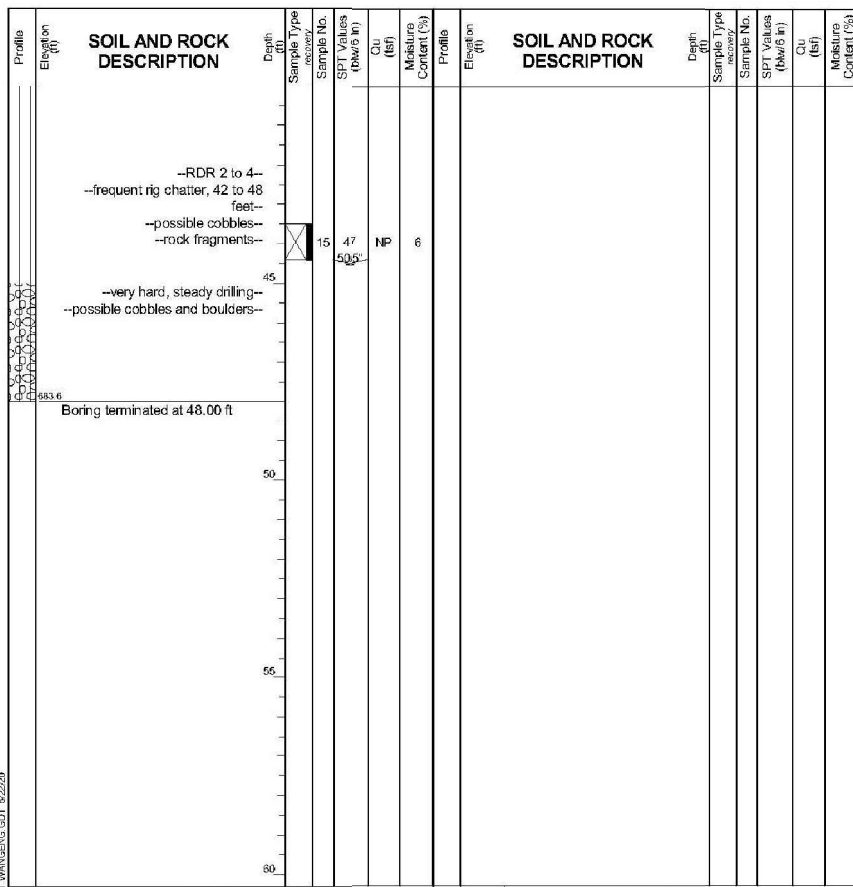 Profile
Elevation (ft)
SOIL AND ROCK DESCRIPTION
Depth (ft)
Sample Type recovery
Sample No.
SPT Values (blw/6 in)
Qu (tsf)
Moisture Content (%)
Profile
Elevation (ft)
SOIL AND ROCK DESCRIPTION
Depth (ft)
Sample Type recovery
Sample No.
SPT Values (blw/6 in)
Qu (tsf)
Moisture Content (%)
--RDR 2 to 4--
--frequent rig chatter, 42 to 48
feet--
--possible cobbles--
--rock fragments-- 15 47 NP 6
45
--very hard, steady drilling--
--possible cobbles and boulders--
683.6
Boring terminated at 48.00 ft
50
55
60